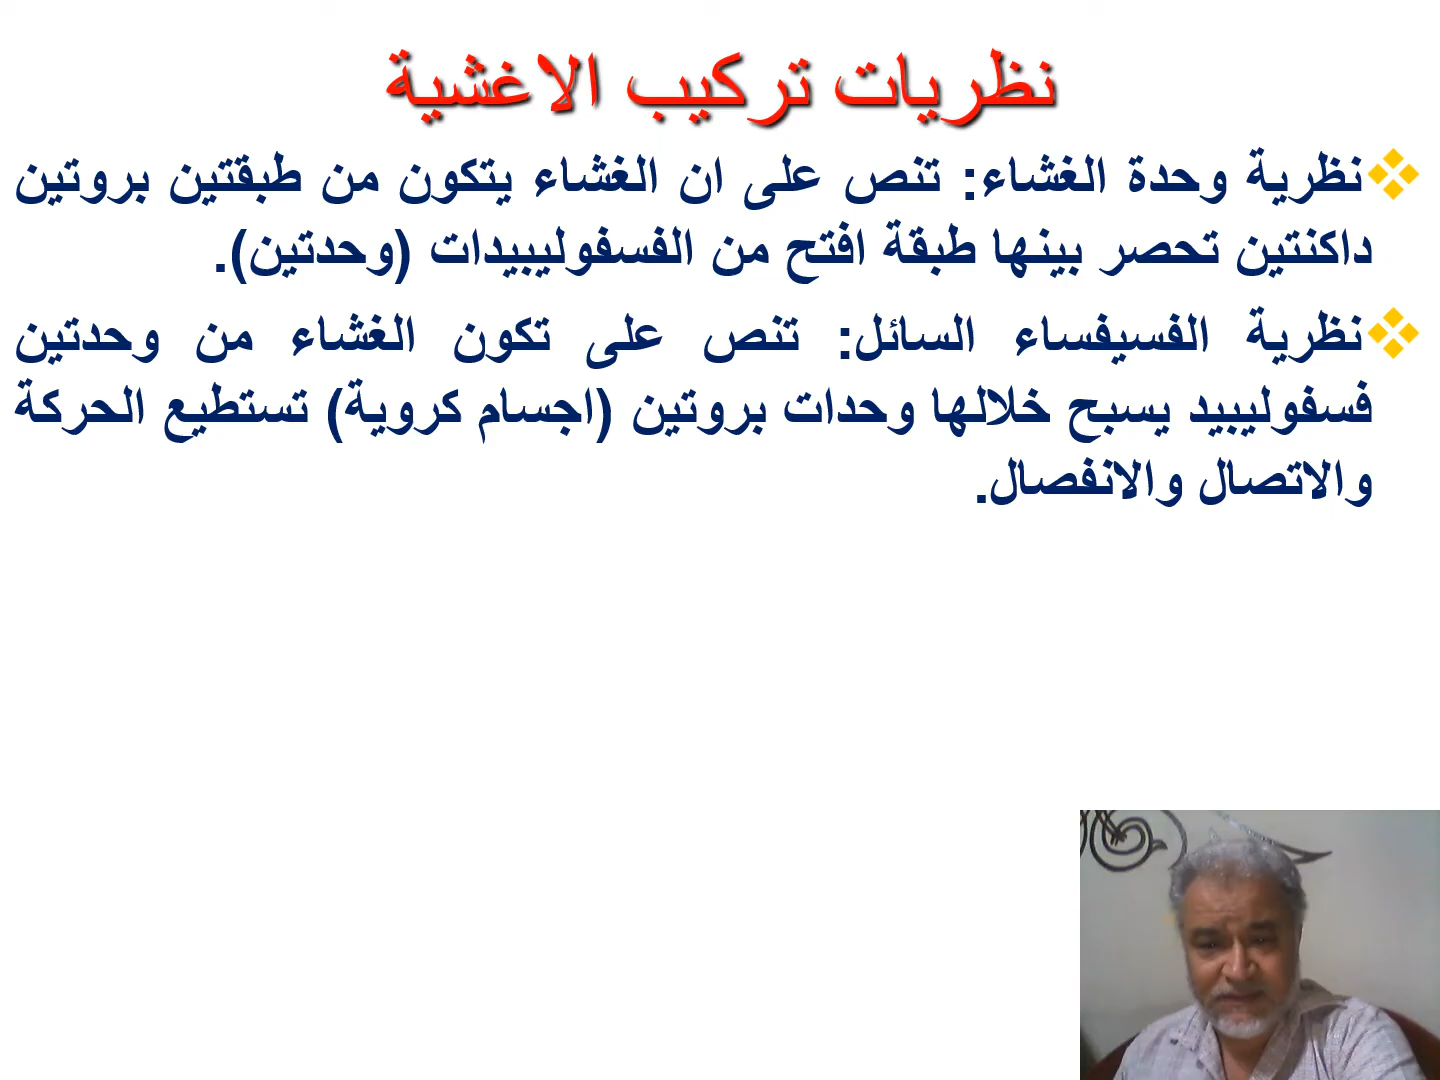 نظريات تركيب الاغشية
نظرية وحدة الغشاء: تنص على ان الغشاء يتكون من طبقتين بروتين
داكنتين تحصر بينها طبقة افتح من الفسفوليبيدات (وحدتين).
نظرية الفسيفساء السائل: تنص على تكون الغشاء من وحدتين
فسفوليبيد يسبح خلالها وحدات بروتين (اجسام كروية) تستطيع الحركة
والاتصال والانفصال.